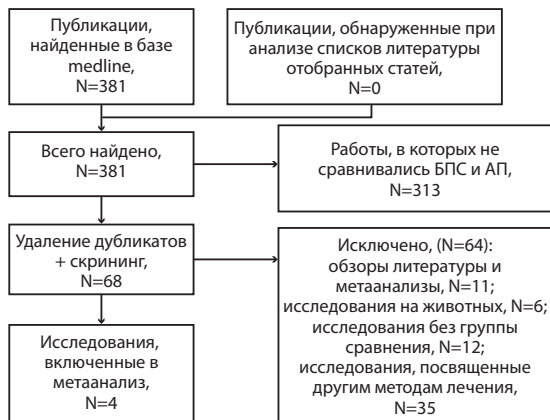 Публикации,
найденные в базе
medline,
N=381
Публикации, обнаруженные при
анализе списков литературы
отобранных статей,
N=0
Всего найдено,
N=381
Работы, в которых не
сравнивались БПС и АП,
N=313
Удаление дубликатов
+ скрининг,
N=68
Исключено, (N=64):
обзоры литературы и
метаанализы, N=11;
исследования на животных, N=6;
исследования без группы
сравнения, N=12;
исследования, посвященные
другим методам лечения,
N=35
Исследования,
включенные в
метаанализ,
N=4